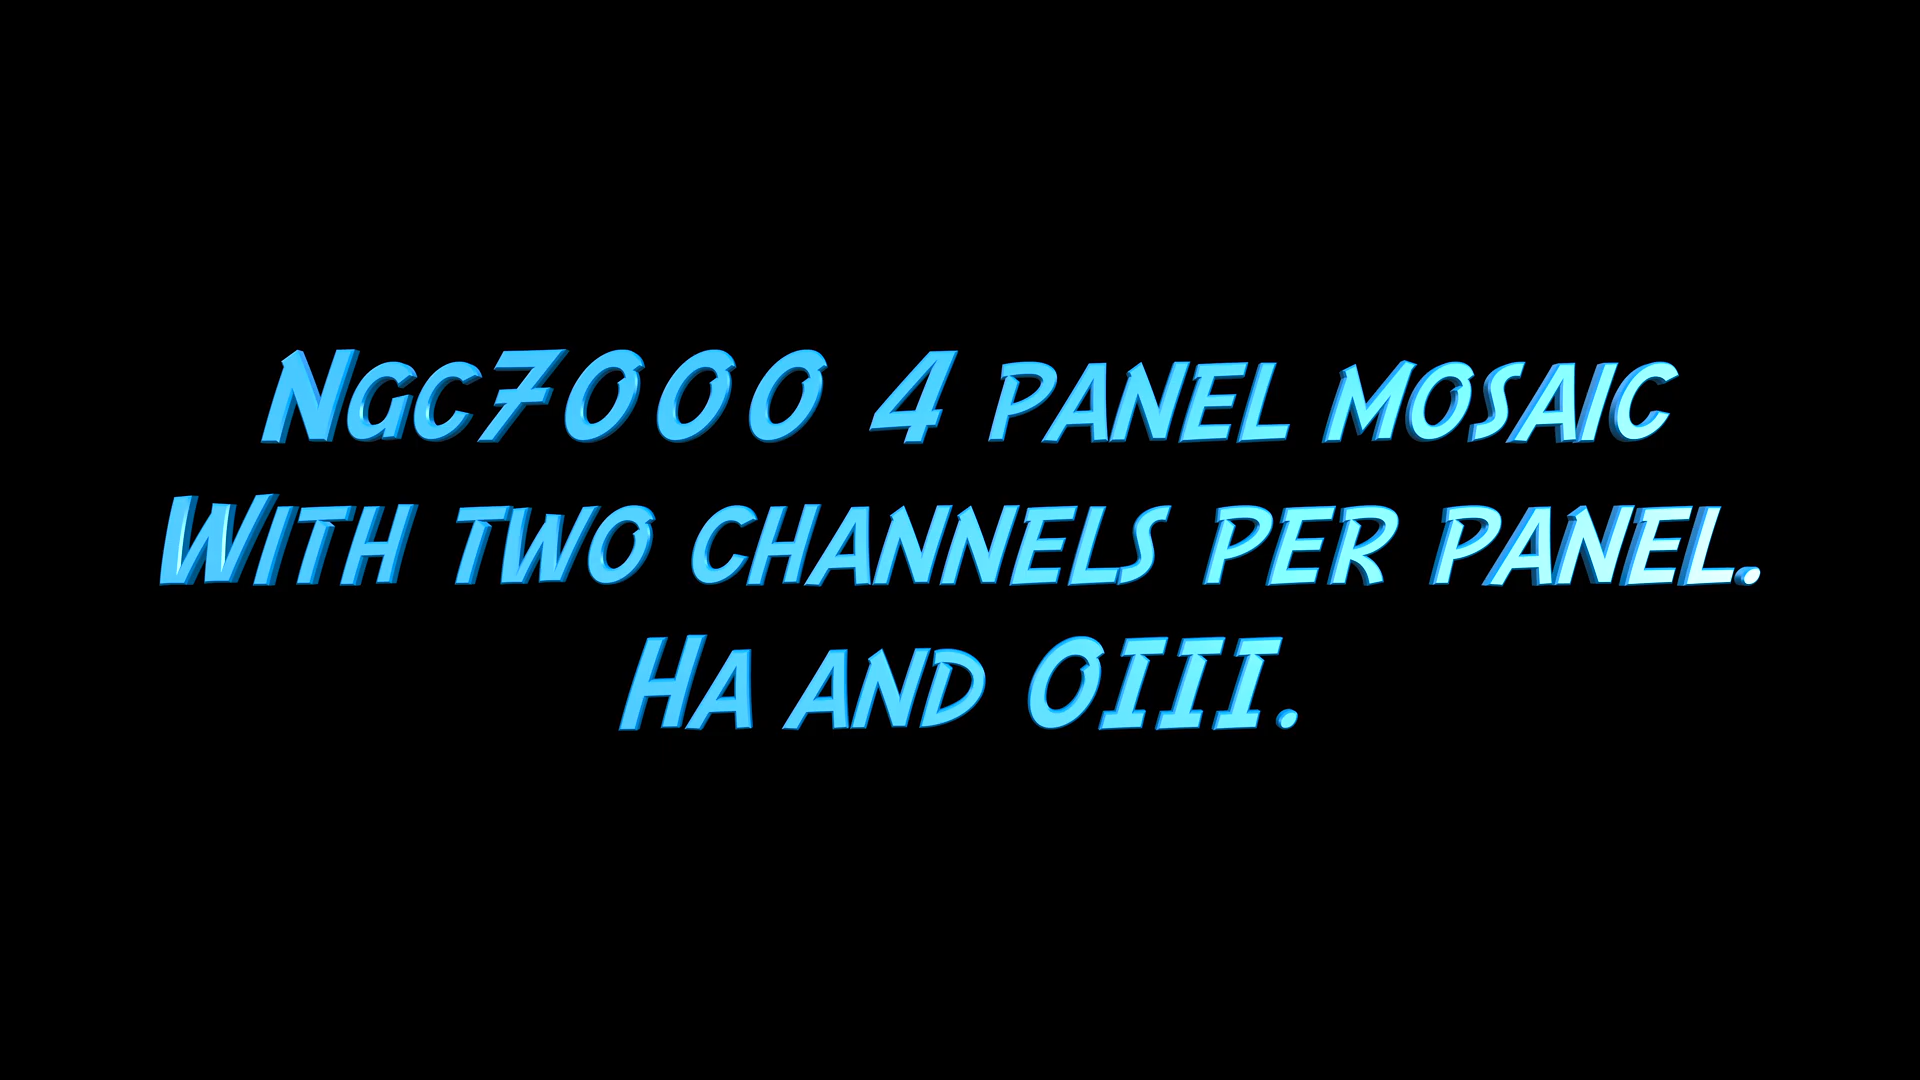 Ngc7000 4 panel mosaic
With two channels per panel.
Ha and OIII.